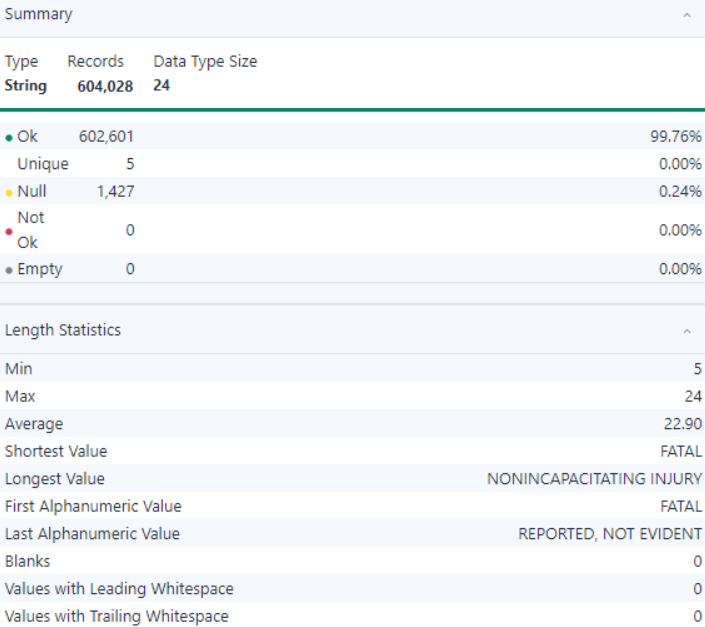 Summary
Type Records Data Type Size
String 604,028 24
Ok 602,601 99.76%
Unique 5 0.00%
Null 1,427 0.24%
Not
Ok 0 0.00%
Empty 0 0.00%
Length Statistics
Min 5
Max 24
Average 22.90
Shortest Value FATAL
Longest Value NONINCAPACITATING INJURY
First Alphanumeric Value FATAL
Last Alphanumeric Value REPORTED, NOT EVIDENT
Blanks 0
Values with Leading Whitespace 0
Values with Trailing Whitespace 0